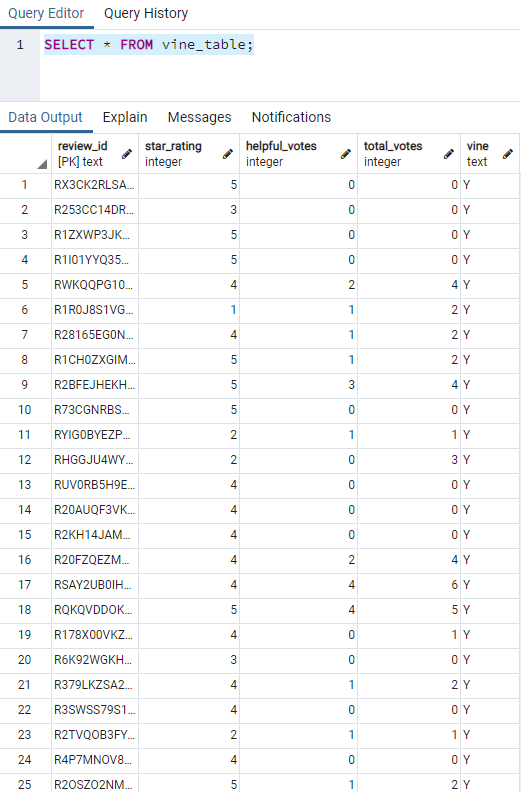 Query Editor Query History
1 SELECT * FROM vine_table;
Data Output Explain Messages Notifications
review_id star_rating helpful_votes total_votes vine
[PK] text integer integer integer text
1 RX3CK2RLSA... 5 0 0 Y
2 R253CC14DR... 3 0 0 Y
3 R1ZXWP3JK... 5 0 0 Y
4 R1I01YYQ35... 5 0 0 Y
5 RWKQQPG10... 4 2 4 Y
6 R1R0J8S1VG... 1 1 2 Y
7 R28165EG0N... 4 1 2 Y
8 R1CH0ZXGIM... 5 1 2 Y
9 R2BFEJHEKH... 5 3 4 Y
10 R73CGNRBS... 5 0 0 Y
11 RYIG0BYEZP... 2 1 1 Y
12 RHGGJU4WY... 2 0 3 Y
13 RUV0RB5H9E... 4 0 0 Y
14 R20AUQF3VK... 4 0 0 Y
15 R2KH14JAM... 4 0 0 Y
16 R20FZQEZM... 4 2 4 Y
17 RSAY2UB0IH... 4 4 6 Y
18 RQKQVDDOK... 5 4 5 Y
19 R178X00VKZ... 4 0 1 Y
20 R6K92WGKH... 3 0 0 Y
21 R379LKZSA2... 4 1 2 Y
22 R3SWSS79S1... 4 0 0 Y
23 R2TVQOB3FY... 2 1 1 Y
24 R4P7MNOV8... 4 0 0 Y
25 R2OSZO2NM... 5 1 2 Y